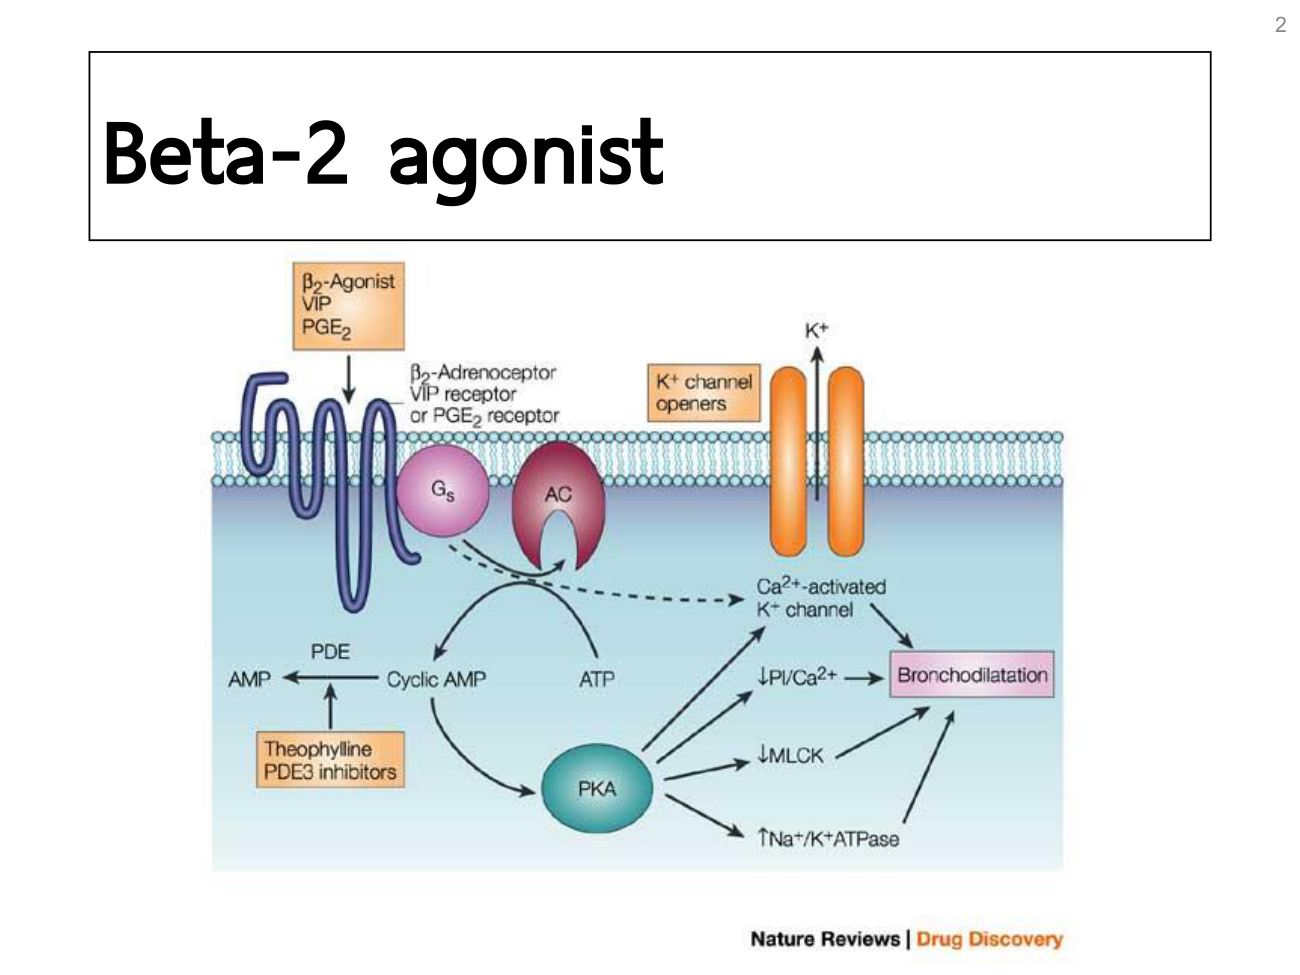 2
Beta-2 agonist
β2-Agonist
VIP
PGE2
β2-Adrenoceptor
VIP receptor
or PGE2 receptor
K+
K+ channel
openers
Gs
AC
Ca2+-activated
K+ channel
PDE
AMP
Cyclic AMP
ATP
↓PI/Ca2+
Bronchodilatation
Theophylline
PDE3 inhibitors
↓MLCK
PKA
↑Na+/K+ATPase
Nature Reviews | Drug Discovery